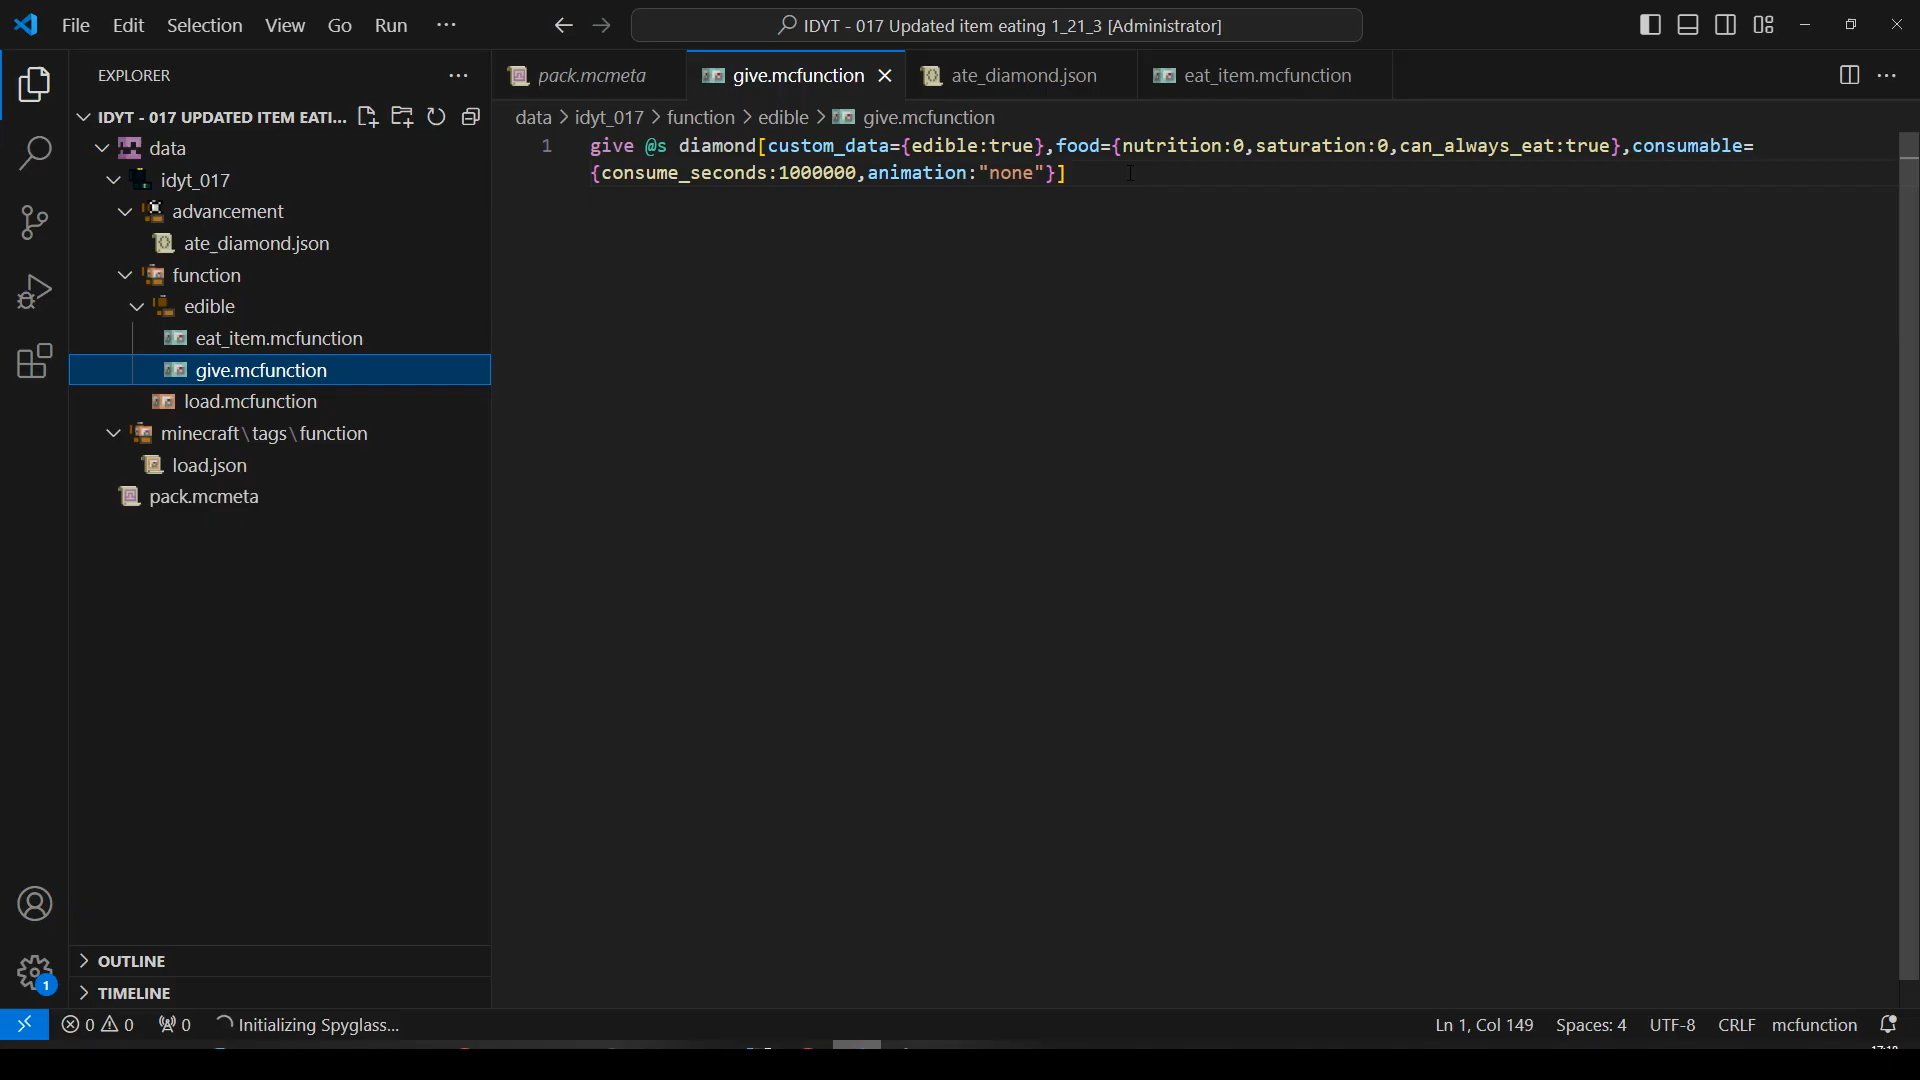 File Edit Selection View Go Run ···
IDYT - 017 Updated item eating 1_21_3 [Administrator]
EXPLORER
pack.mcmeta
give.mcfunction
ate_diamond.json
eat_item.mcfunction
IDYT - 017 UPDATED ITEM EATI...
data > idyt_017 > function > edible > give.mcfunction
1 give @s diamond[custom_data={edible:true},food={nutrition:0,saturation:0,can_always_eat:true},consumable=
{consume_seconds:1000000,animation:"none"}]
data
idyt_017
advancement
ate_diamond.json
function
edible
eat_item.mcfunction
give.mcfunction
load.mcfunction
minecraft\tags\function
load.json
pack.mcmeta
OUTLINE
1
TIMELINE
0 0 0 Initializing Spyglass...
Ln 1, Col 149 Spaces: 4 UTF-8 CRLF mcfunction